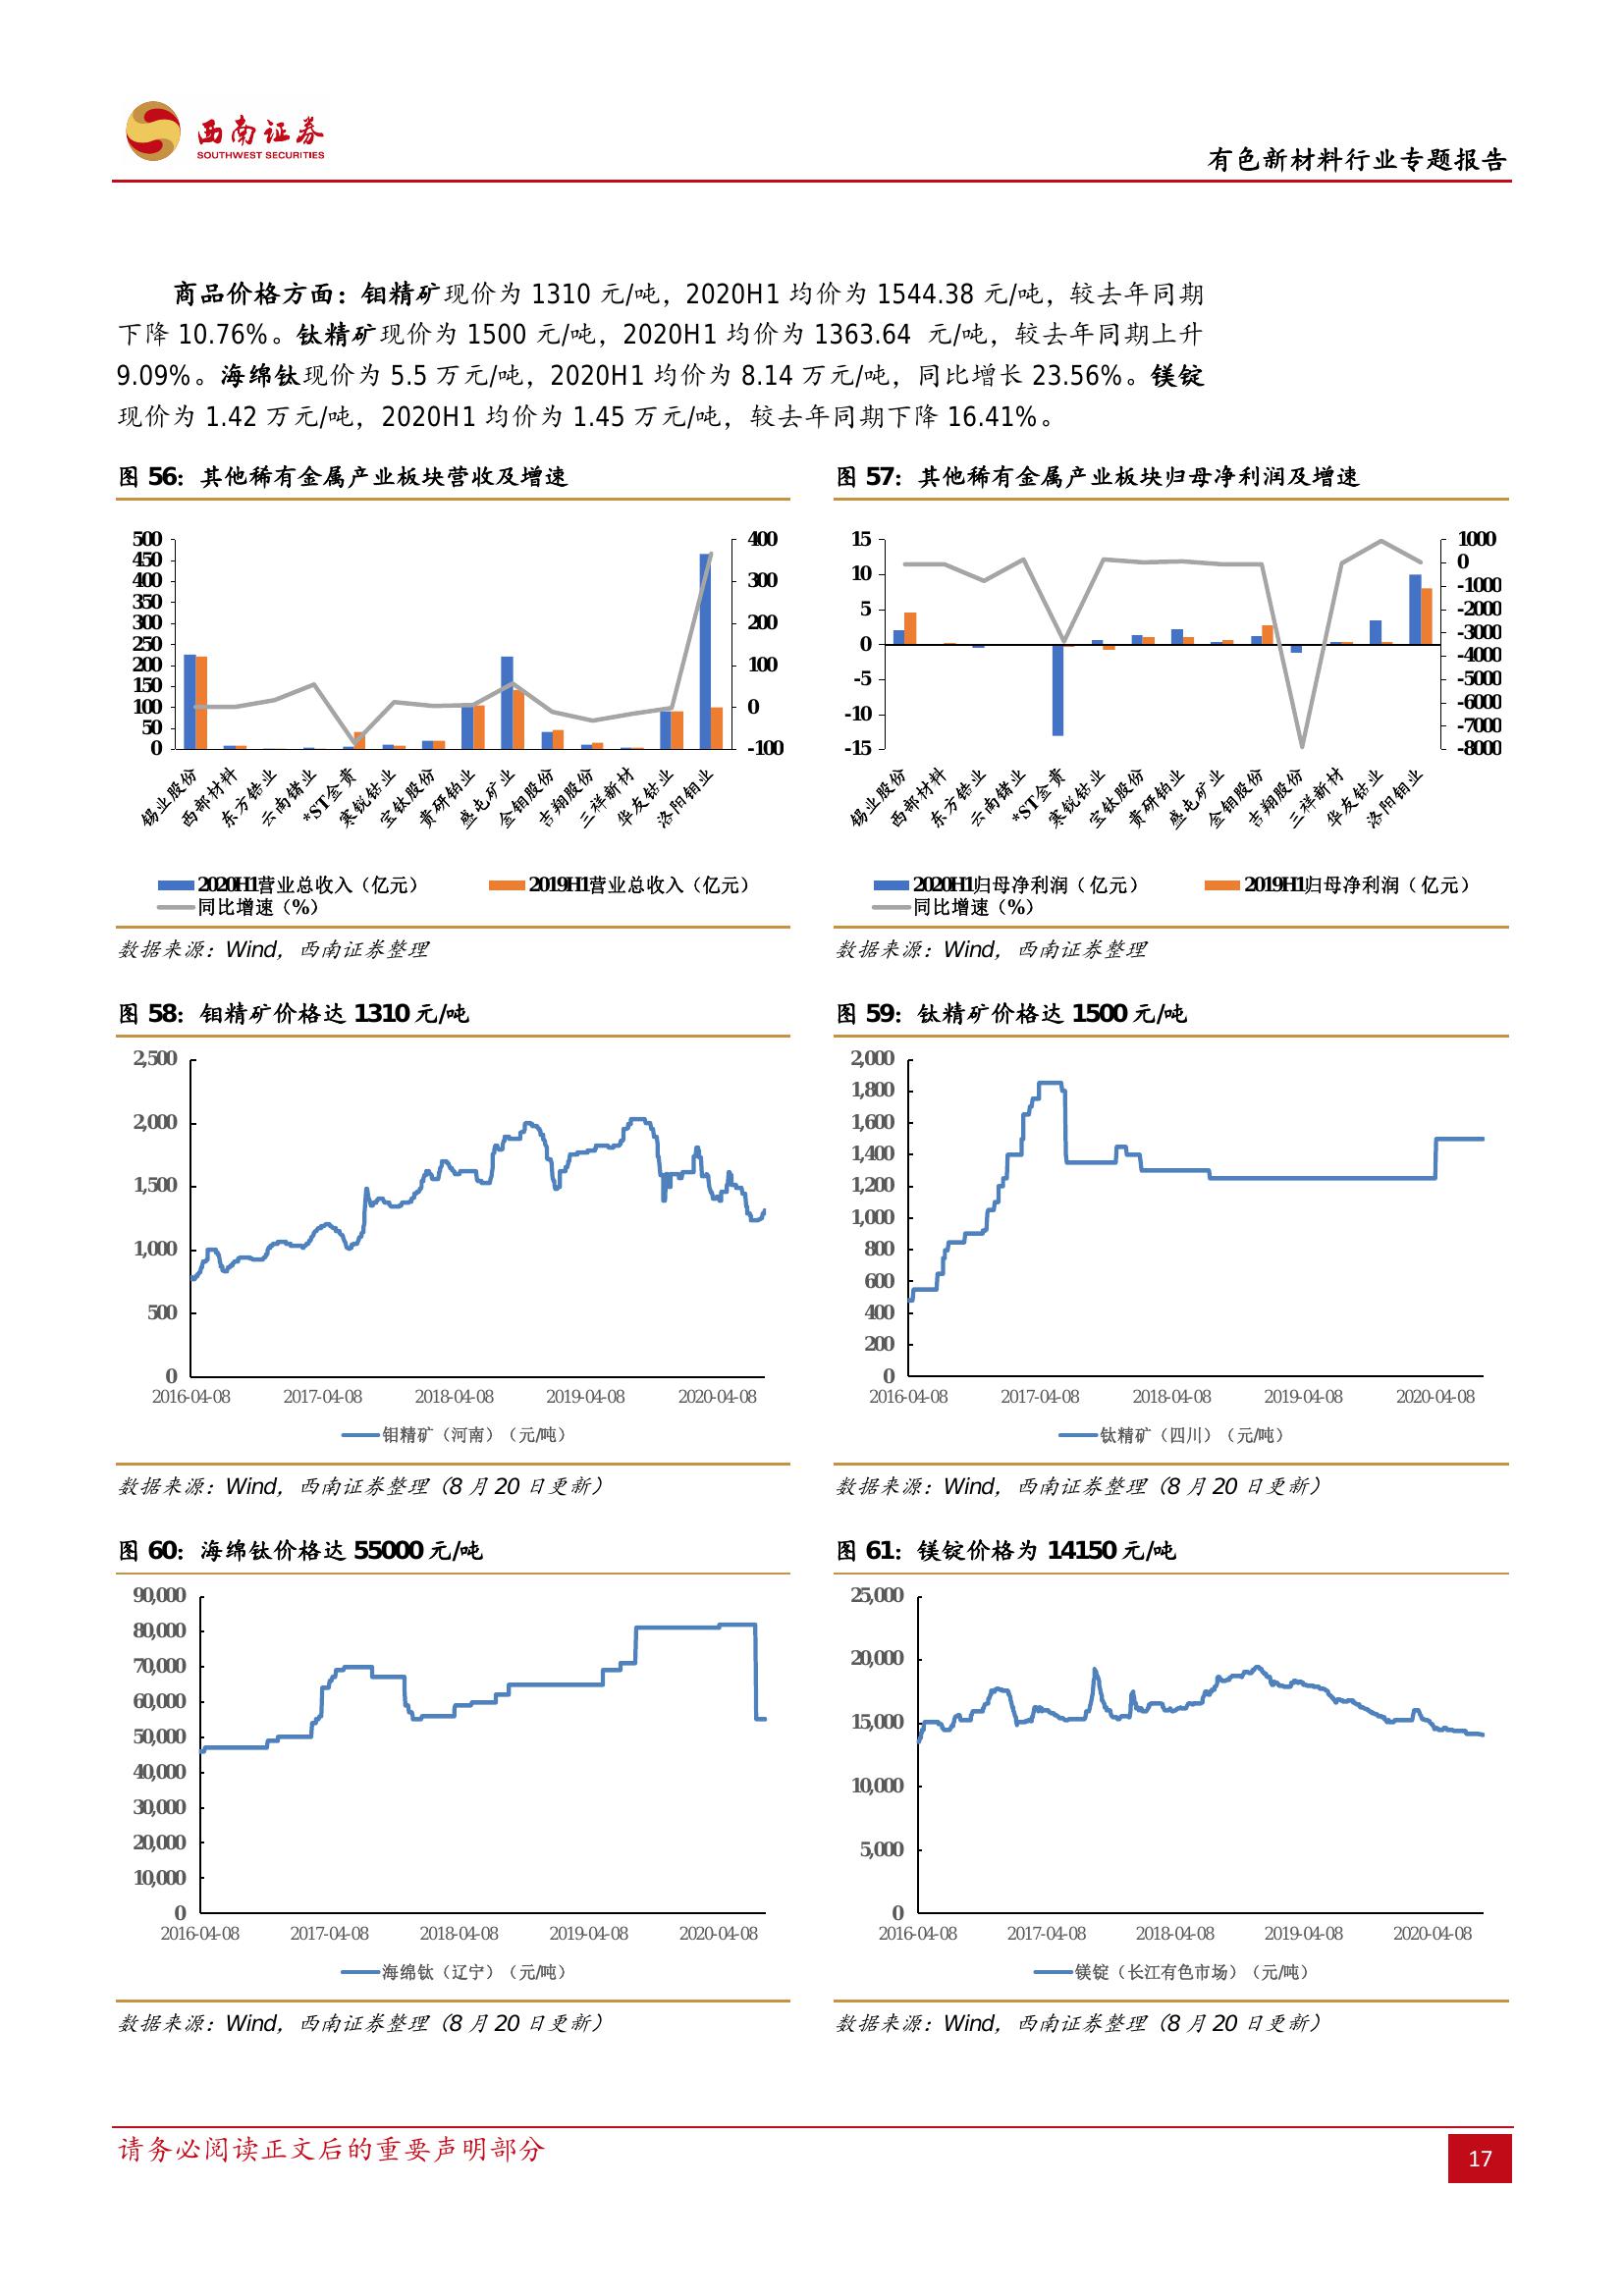 西南证券
SOUTHWEST SECURITIES
有色新材料行业专题报告
商品价格方面：钼精矿现价为 1310 元/吨，2020H1 均价为 1544.38 元/吨，较去年同期
下降 10.76%。钛精矿现价为 1500 元/吨，2020H1 均价为 1363.64 元/吨，较去年同期上升
9.09%。海绵钛现价为 5.5 万元/吨，2020H1 均价为 8.14 万元/吨，同比增长 23.56%。镁锭
现价为 1.42 万元/吨，2020H1 均价为 1.45 万元/吨，较去年同期下降 16.41%。
图 56：其他稀有金属产业板块营收及增速
500
450
400
350
300
250
200
150
100
50
0
400
300
200
100
0
-100
锡业股份
西部材料
东方锆业
云南锗业
*ST金贵
寒锐钴业
宝钛股份
贵研铂业
盛屯矿业
金钼股份
吉翔股份
三祥新材
华友钴业
洛阳钼业
2020H1营业总收入（亿元）
2019H1营业总收入（亿元）
同比增速（%）
数据来源：Wind，西南证券整理
图 57：其他稀有金属产业板块归母净利润及增速
15
10
5
0
-5
-10
-15
1000
0
-1000
-2000
-3000
-4000
-5000
-6000
-7000
-8000
锡业股份
西部材料
东方锆业
云南锗业
*ST金贵
寒锐钴业
宝钛股份
贵研铂业
盛屯矿业
金钼股份
吉翔股份
三祥新材
华友钴业
洛阳钼业
2020H1归母净利润（亿元）
2019H1归母净利润（亿元）
同比增速（%）
数据来源：Wind，西南证券整理
图 58：钼精矿价格达 1310 元/吨
2,500
2,000
1,500
1,000
500
0
2016-04-08 2017-04-08 2018-04-08 2019-04-08 2020-04-08
钼精矿（河南）（元/吨）
数据来源：Wind，西南证券整理（8 月 20 日更新）
图 59：钛精矿价格达 1500 元/吨
2,000
1,800
1,600
1,400
1,200
1,000
800
600
400
200
0
2016-04-08 2017-04-08 2018-04-08 2019-04-08 2020-04-08
钛精矿（四川）（元/吨）
数据来源：Wind，西南证券整理（8 月 20 日更新）
图 60：海绵钛价格达 55000 元/吨
90,000
80,000
70,000
60,000
50,000
40,000
30,000
20,000
10,000
0
2016-04-08 2017-04-08 2018-04-08 2019-04-08 2020-04-08
海绵钛（辽宁）（元/吨）
数据来源：Wind，西南证券整理（8 月 20 日更新）
图 61：镁锭价格为 14150 元/吨
25,000
20,000
15,000
10,000
5,000
0
2016-04-08 2017-04-08 2018-04-08 2019-04-08 2020-04-08
镁锭（长江有色市场）（元/吨）
数据来源：Wind，西南证券整理（8 月 20 日更新）
请务必阅读正文后的重要声明部分
17